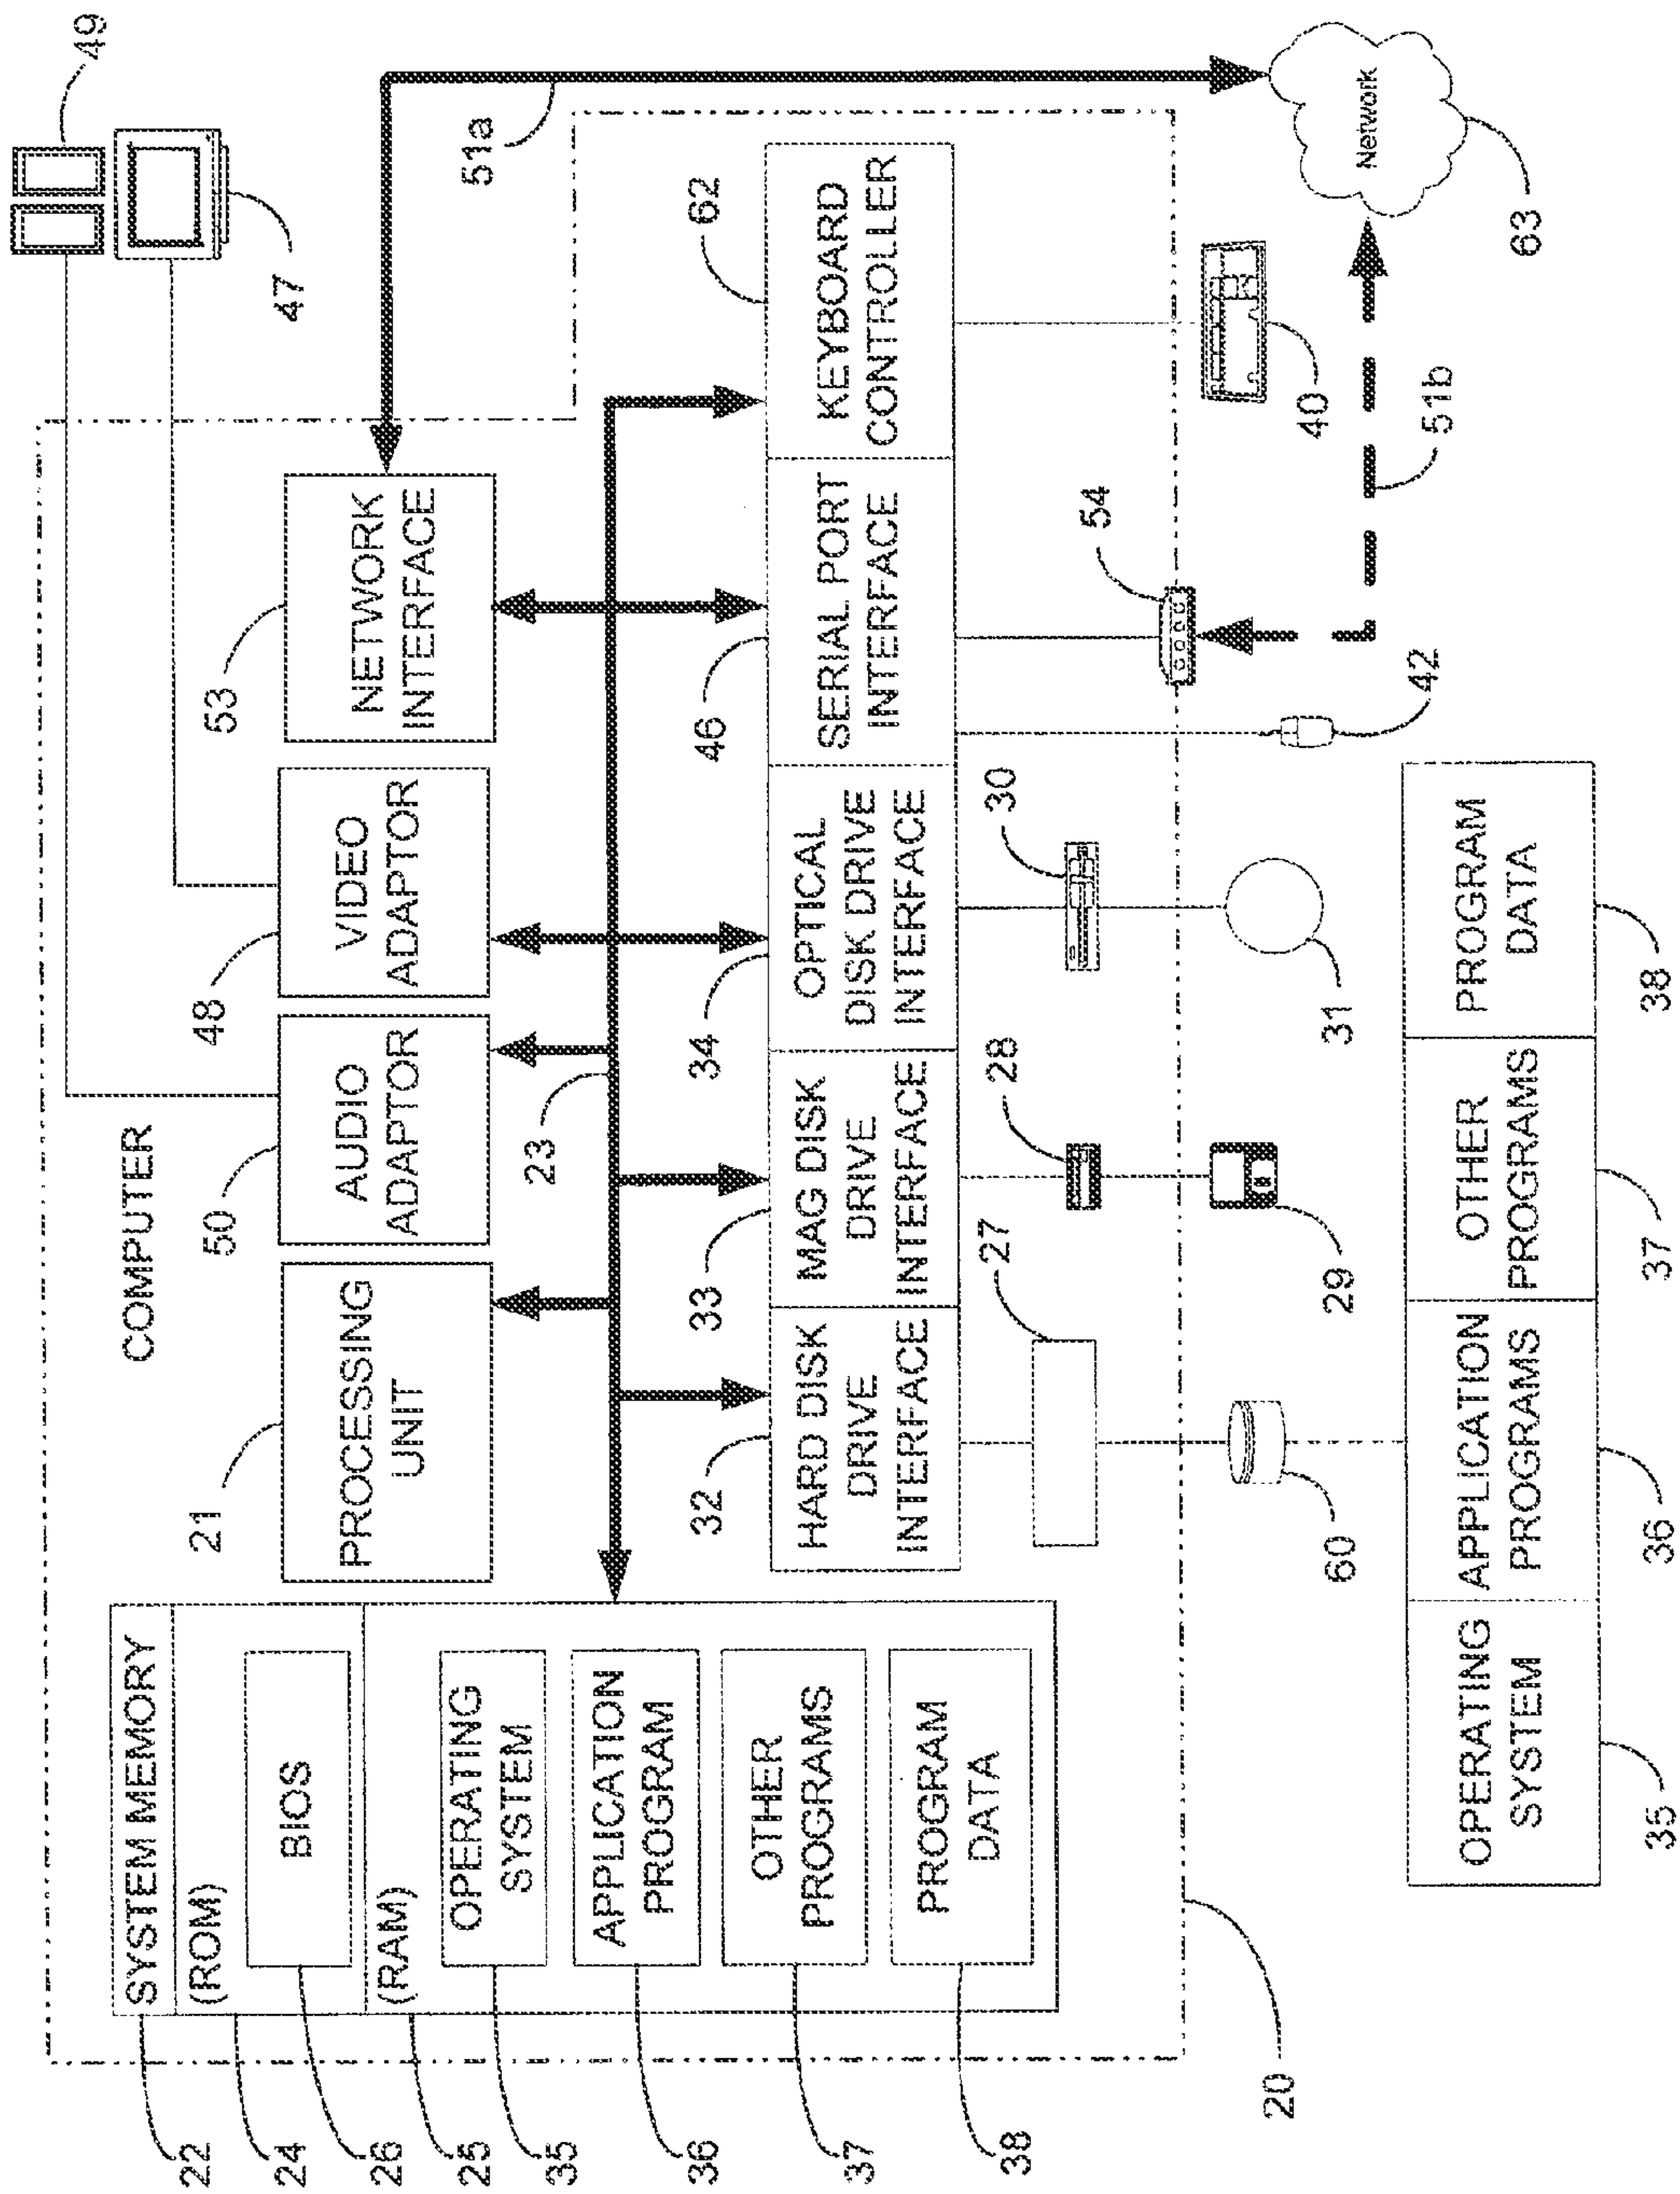 COMPUTER
22
SYSTEM MEMORY
24
(ROM)
26
BIOS
25
(RAM)
35
OPERATING
SYSTEM
36
APPLICATION
PROGRAM
37
OTHER
PROGRAMS
38
PROGRAM
DATA
21
PROCESSING
UNIT
50
AUDIO
ADAPTOR
48
VIDEO
ADAPTOR
53
NETWORK
INTERFACE
47
49
23
51a
32
HARD DISK
DRIVE
INTERFACE
33
MAG DISK
DRIVE
INTERFACE
34
OPTICAL
DISK DRIVE
INTERFACE
46
SERIAL PORT
INTERFACE
62
KEYBOARD
CONTROLLER
27
28
30
54
20
60
29
31
42
40
51b
Network
63
OPERATING
SYSTEM
APPLICATION
PROGRAMS
OTHER
PROGRAMS
PROGRAM
DATA
35
36
37
38